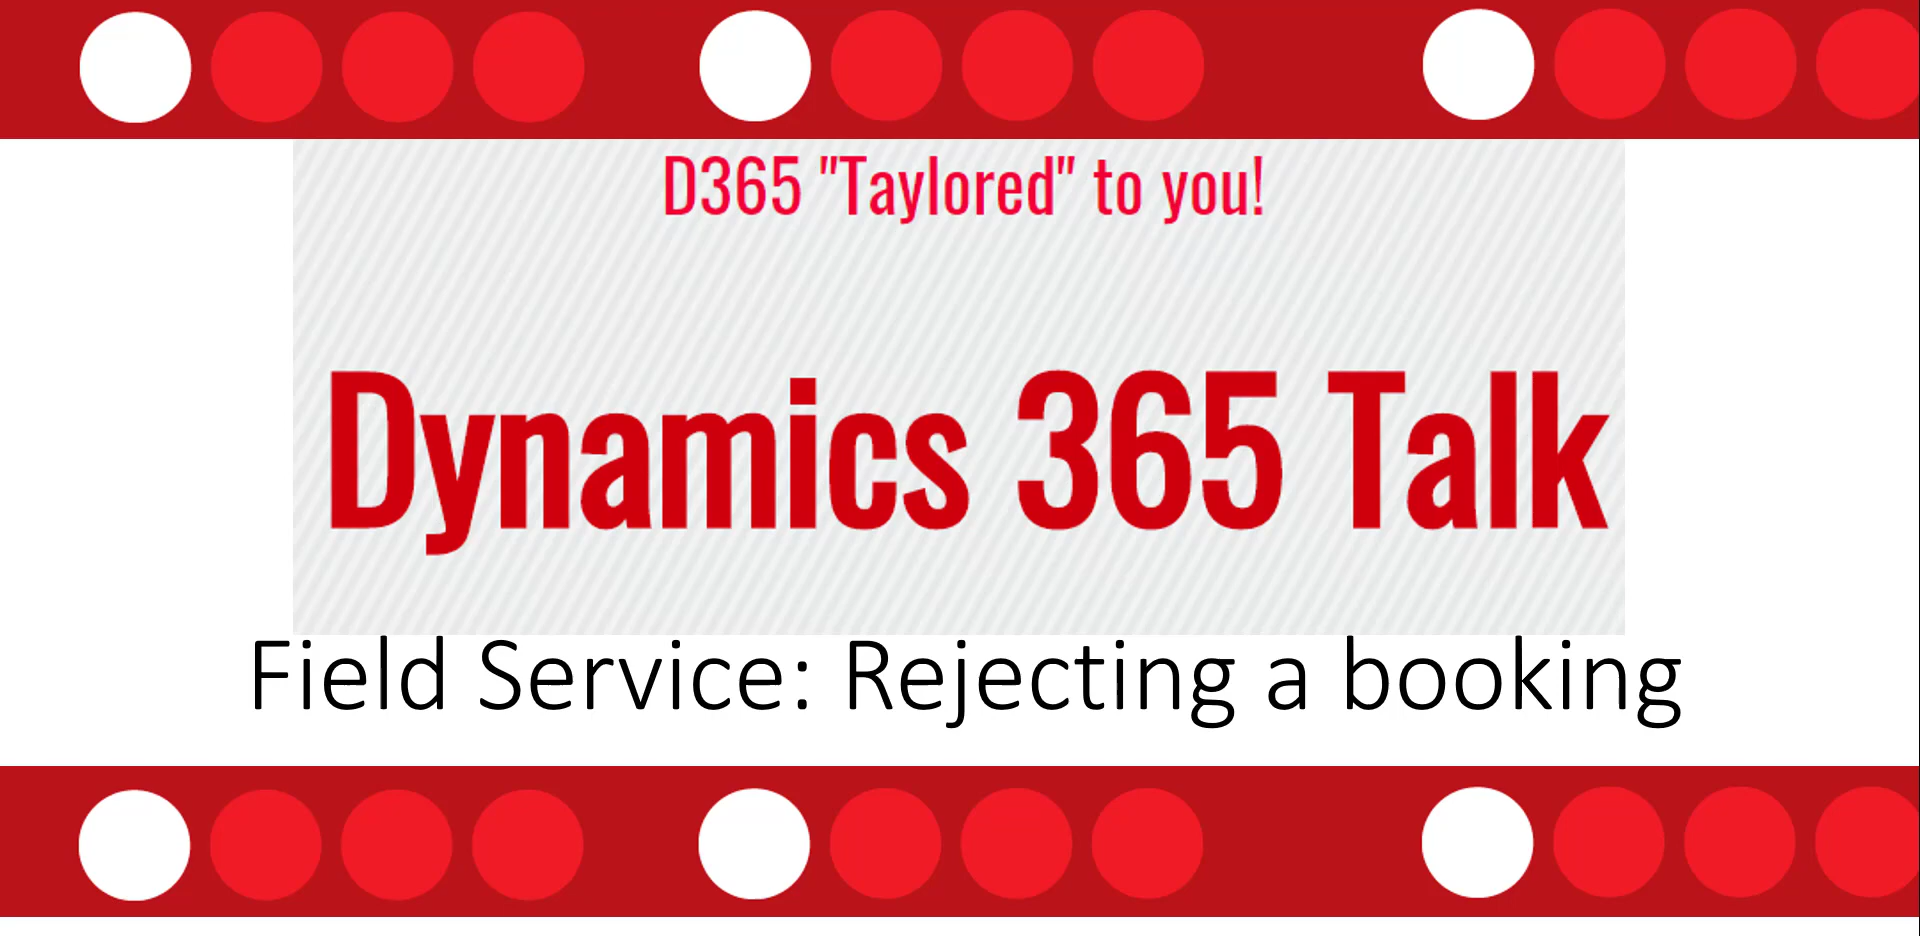 D365 "Taylored" to you!
Dynamics 365 Talk
Field Service: Rejecting a booking